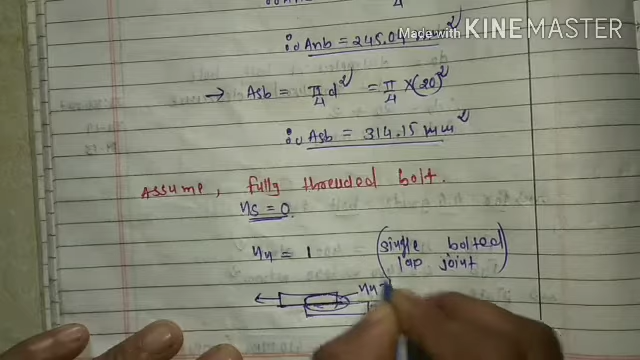 4
Made with KINEMASTER
∴ Anb = 245.04 mm²
→ Asb = π/4 d² = π/4 × (20)²
∴ Asb = 314.15 mm²
Assume, fully threaded bolt.
ns = 0
nn = 1 (single bolted lap joint)
nn=